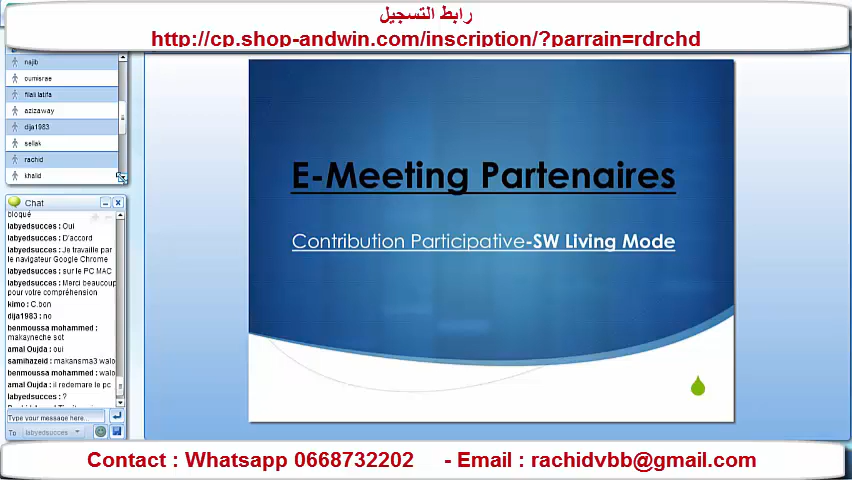 رابط التسجيل
http://cp.shop-andwin.com/inscription/?parrain=rdrchd
najib
oumisrae
filali latifa
azizaway
dija1983
sellak
rachid
khalid
Chat
bloqué
labyedsucces : Oui
labyedsucces : D'accord
labyedsucces : Je travaille par
le navigateur Google Chrome
labyedsucces : sur le PC MAC
labyedsucces : Merci beaucoup
pour votre compréhension
kimo : C.bon
dija1983 : no
benmoussa mohammed :
makayneche sot
amal Oujda : oui
samihazeid : makansma3 walo
benmoussa mohammed : walo
amal Oujda : il redemare le pc
labyedsucces : ?
Type your message here...
To labyedsucces
E-Meeting Partenaires
Contribution Participative-SW Living Mode
Contact : Whatsapp 0668732202 - Email : rachidvbb@gmail.com